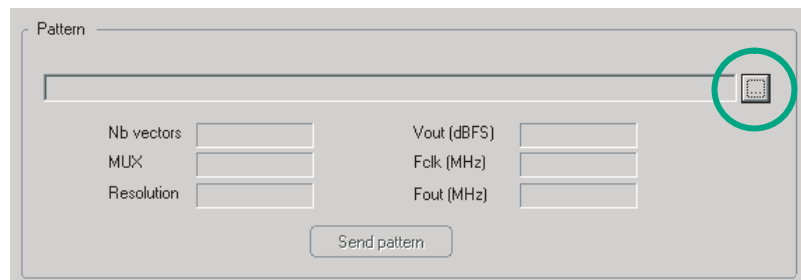 Pattern
...
Nb vectors Vout (dBFS)
MUX Fclk (MHz)
Resolution Fout (MHz)
Send pattern